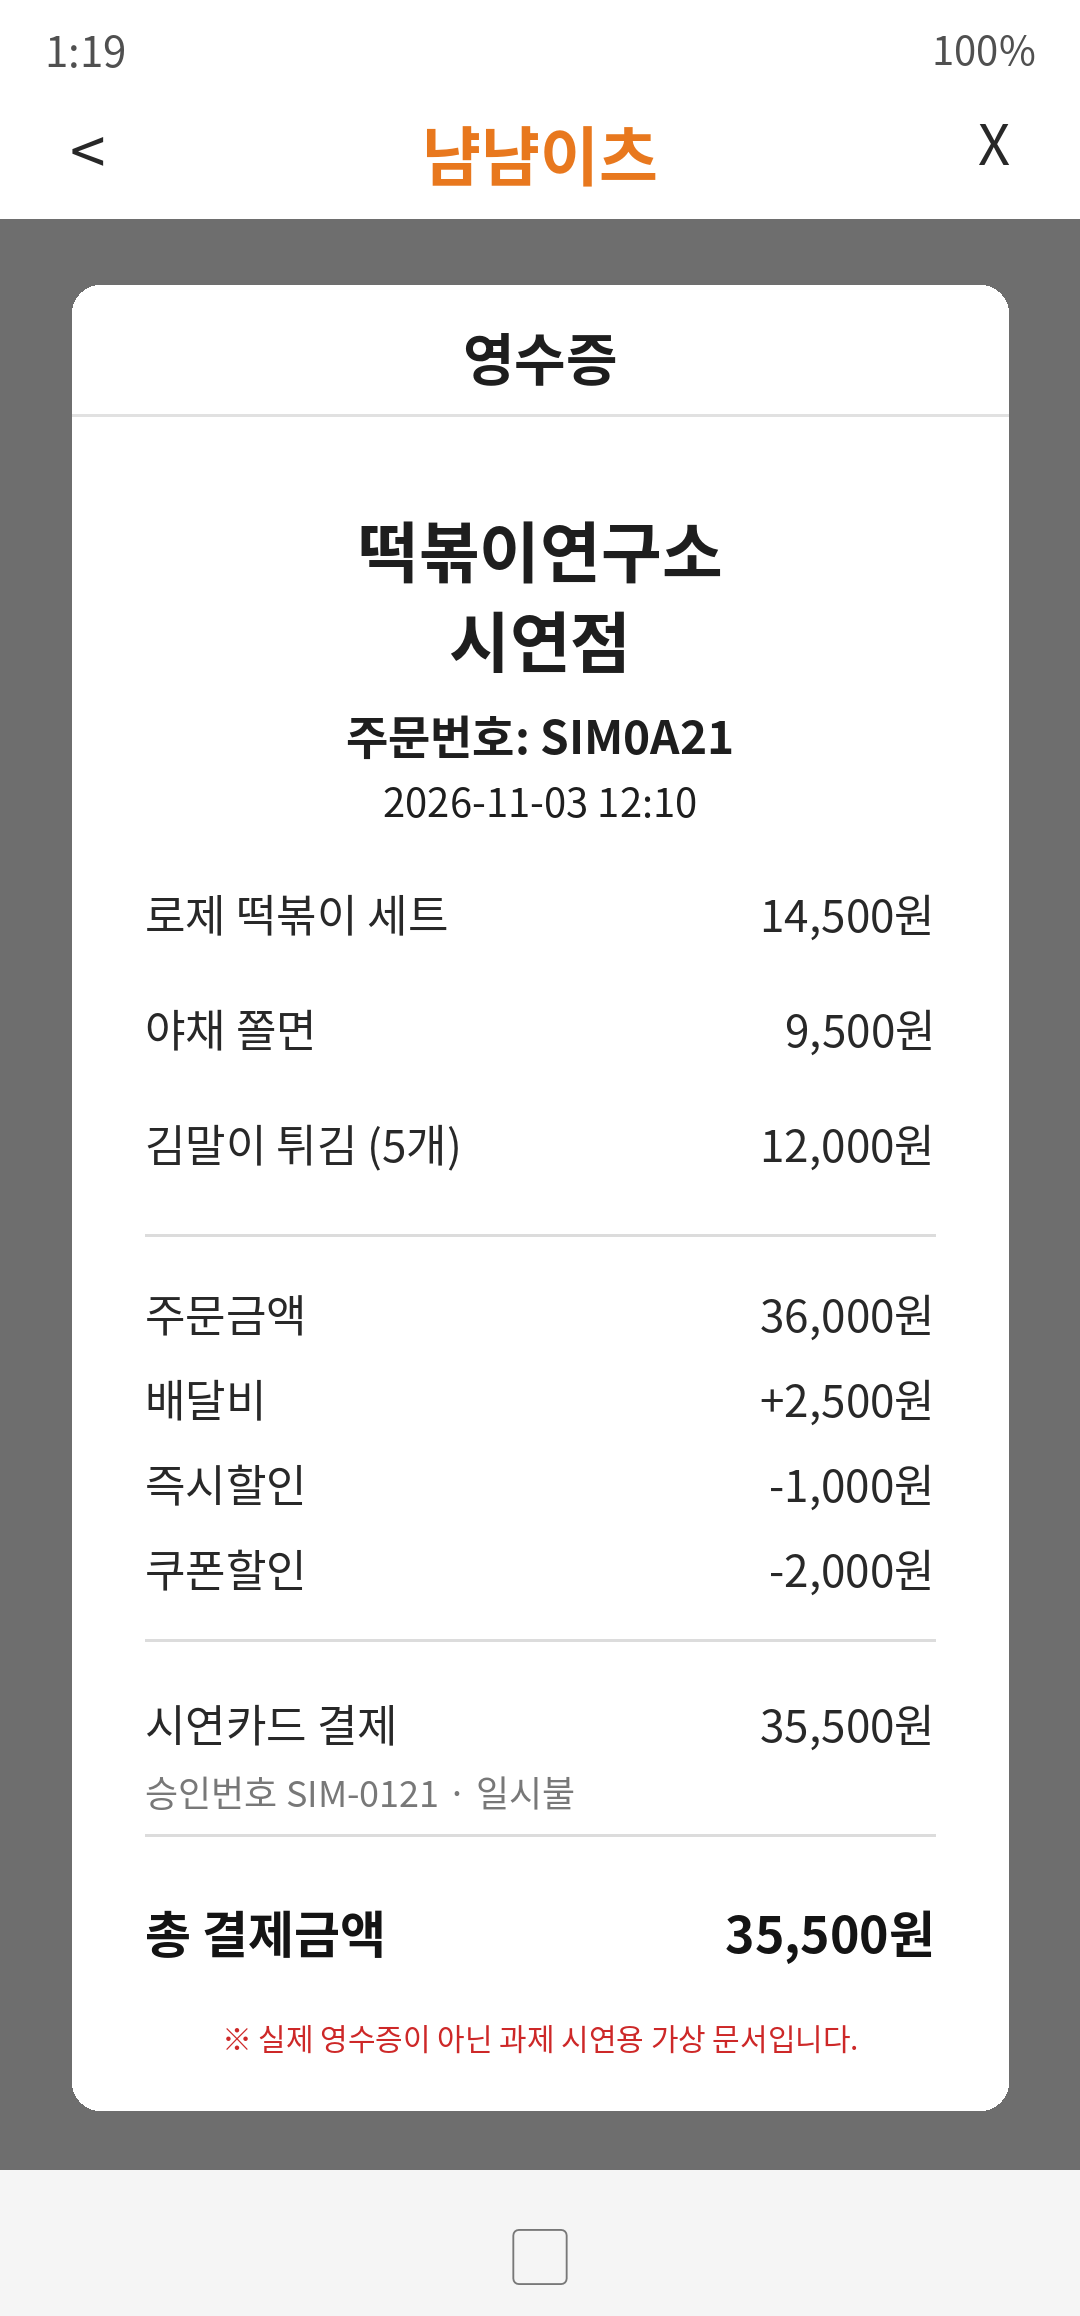 1:19 100%
< 냠냠이츠 X
영수증
떡볶이연구소
시연점
주문번호: SIM0A21
2026-11-03 12:10
로제 떡볶이 세트 14,500원
야채 쫄면 9,500원
김말이 튀김 (5개) 12,000원
주문금액 36,000원
배달비 +2,500원
즉시할인 -1,000원
쿠폰할인 -2,000원
시연카드 결제 35,500원
승인번호 SIM-0121 · 일시불
총 결제금액 35,500원
※ 실제 영수증이 아닌 과제 시연용 가상 문서입니다.